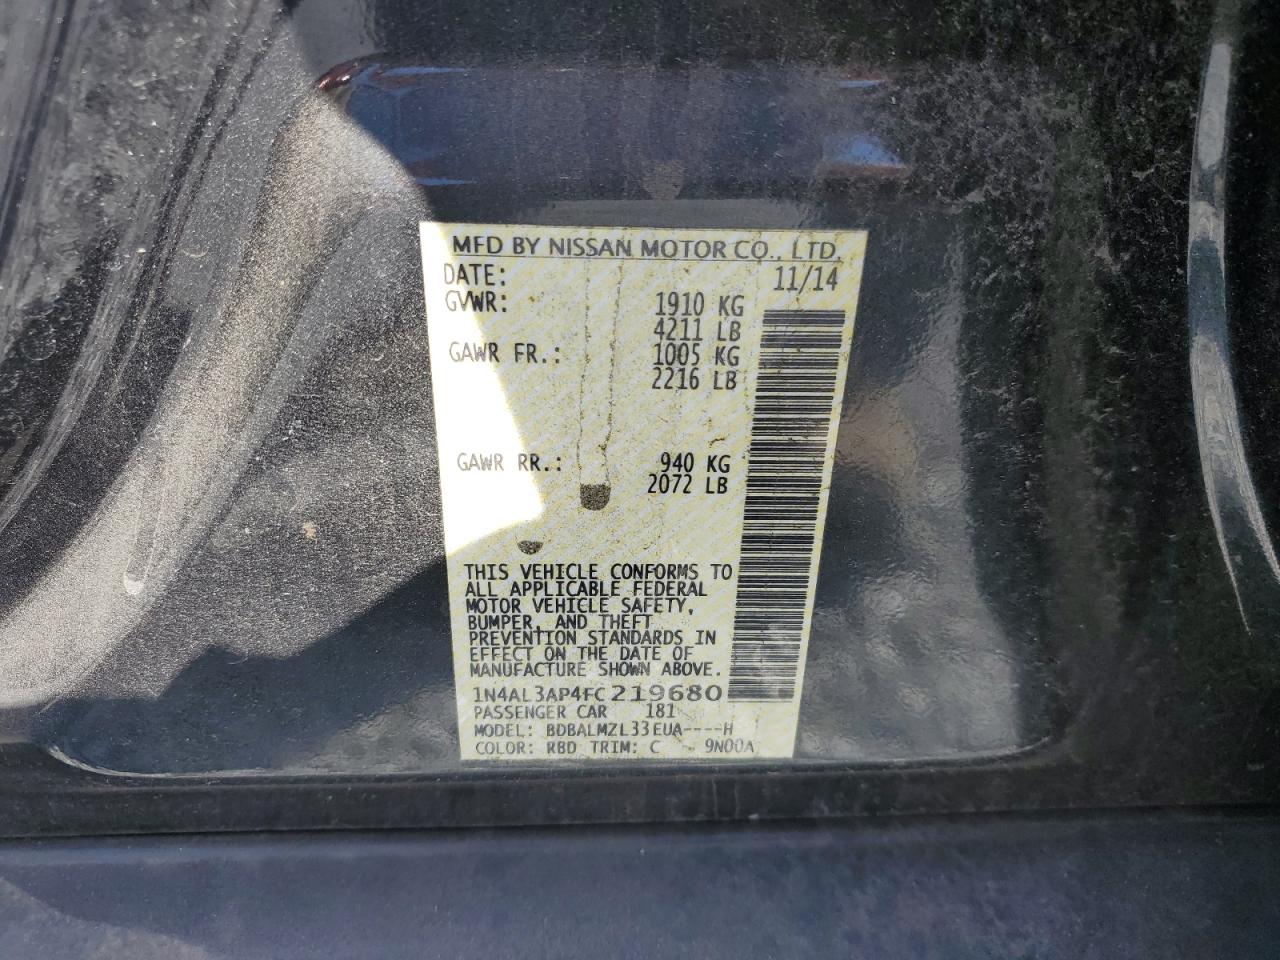 MFD BY NISSAN MOTOR CO., LTD.
DATE: 11/14
GVWR: 1910 KG
4211 LB
GAWR FR.: 1005 KG
2216 LB
GAWR RR.: 940 KG
2072 LB
THIS VEHICLE CONFORMS TO
ALL APPLICABLE FEDERAL
MOTOR VEHICLE SAFETY,
BUMPER, AND THEFT
PREVENTION STANDARDS IN
EFFECT ON THE DATE OF
MANUFACTURE SHOWN ABOVE.
1N4AL3AP4FC219680
PASSENGER CAR 181
MODEL: BDBALMZL33EUA----H
COLOR: RBD TRIM: C - 9N00A